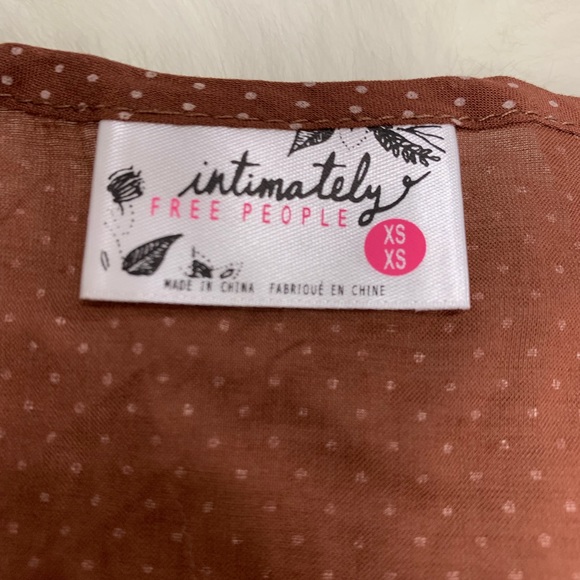 intimately
FREE PEOPLE
XS
XS
MADE IN CHINA FABRIQUÉ EN CHINE